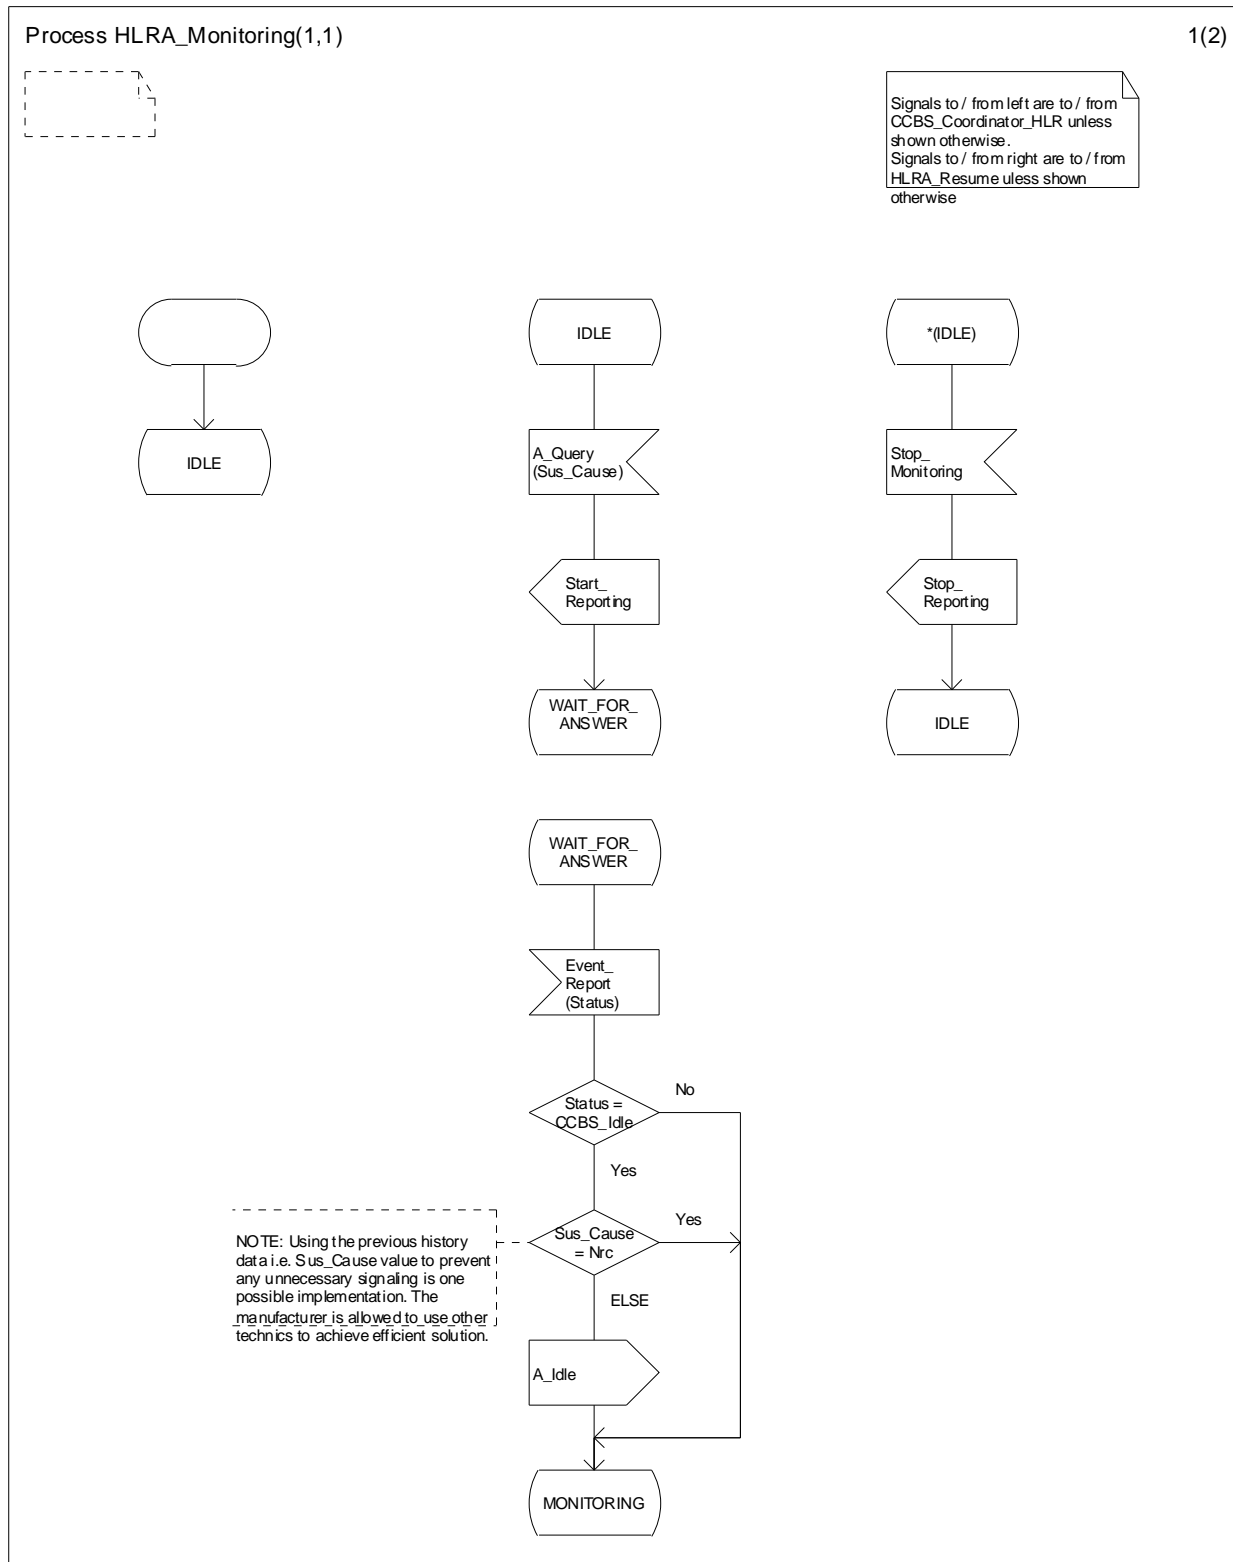 Process HLRA_Monitoring(1,1)
1(2)
Signals to / from left are to / from
CCBS_Coordinator_HLR unless
shown otherwise.
Signals to / from right are to / from
HLRA_Resume uless shown
otherwise
IDLE
*(IDLE)
IDLE
A_Query
(Sus_Cause)
Stop_
Monitoring
Start_
Reporting
Stop_
Reporting
WAIT_FOR_
ANSWER
IDLE
WAIT_FOR_
ANSWER
Event_
Report
(Status)
Status =
CCBS_Idle
No
Yes
Sus_Cause
= Nrc
Yes
NOTE: Using the previous history
data i.e. Sus_Cause value to prevent
any unnecessary signaling is one
possible implementation. The
manufacturer is allowed to use other
technics to achieve efficient solution.
ELSE
A_Idle
MONITORING